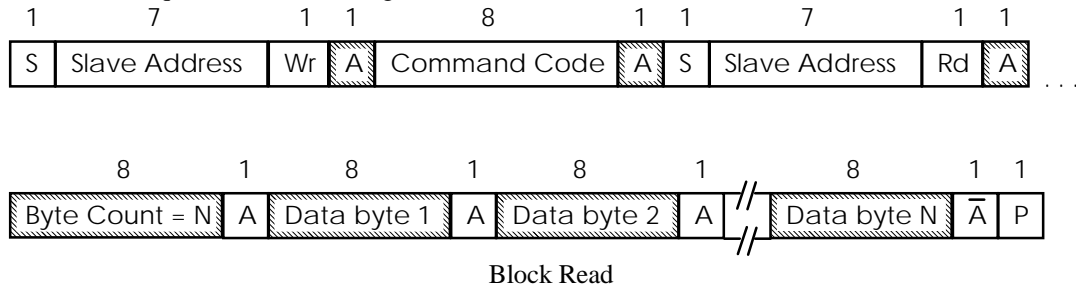 1 7 1 1 8 1 1 7 1 1
S Slave Address Wr A Command Code A S Slave Address Rd A . . .
8 1 8 1 8 1 8 1 1
Byte Count = N A Data byte 1 A Data byte 2 A // Data byte N A̅ P
Block Read